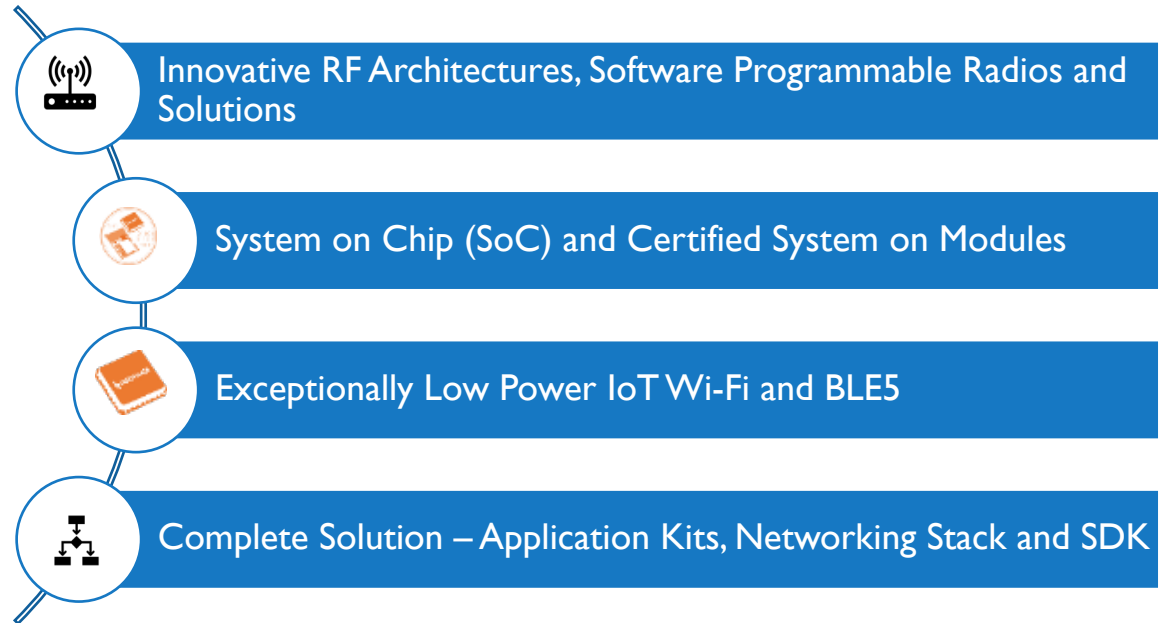 Innovative RF Architectures, Software Programmable Radios and
Solutions
System on Chip (SoC) and Certified System on Modules
Exceptionally Low Power IoT Wi-Fi and BLE5
Complete Solution – Application Kits, Networking Stack and SDK